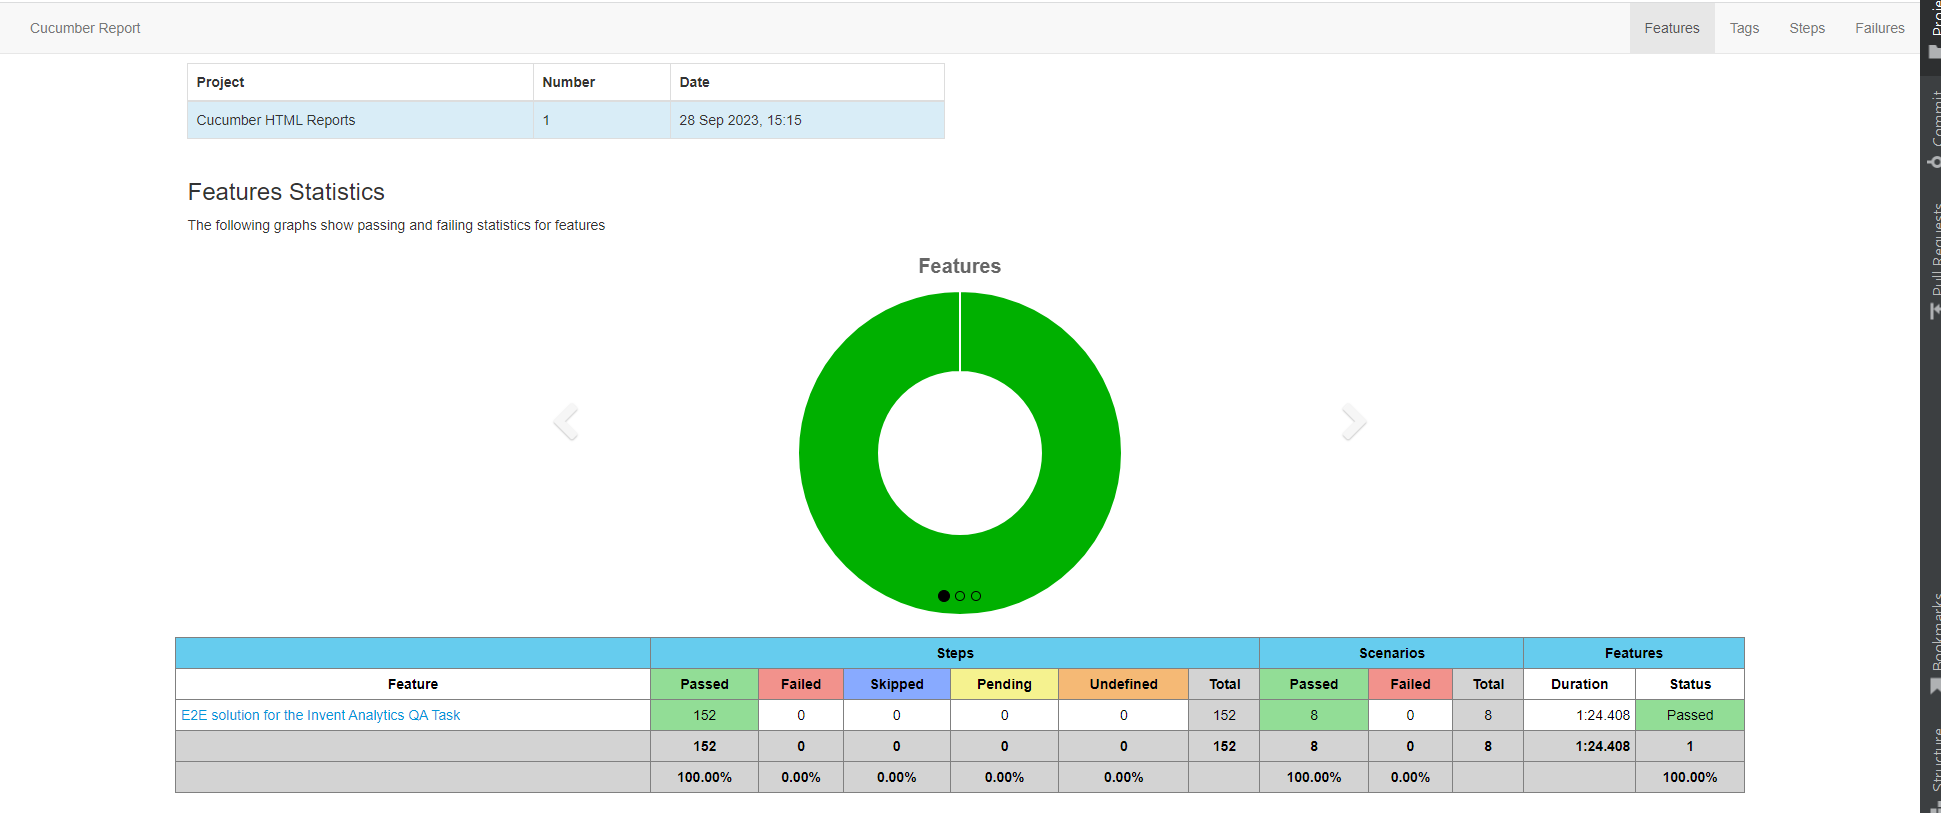 Cucumber Report Features Tags Steps Failures
Project Number Date
Cucumber HTML Reports 1 28 Sep 2023, 15:15
Features Statistics
The following graphs show passing and failing statistics for features
Features
Steps Scenarios Features
Feature Passed Failed Skipped Pending Undefined Total Passed Failed Total Duration Status
E2E solution for the Invent Analytics QA Task 152 0 0 0 0 152 8 0 8 1:24.408 Passed
152 0 0 0 0 152 8 0 8 1:24.408 1
100.00% 0.00% 0.00% 0.00% 0.00% 100.00% 0.00% 100.00%
Commit
Pull Requests
Bookmarks
Structure